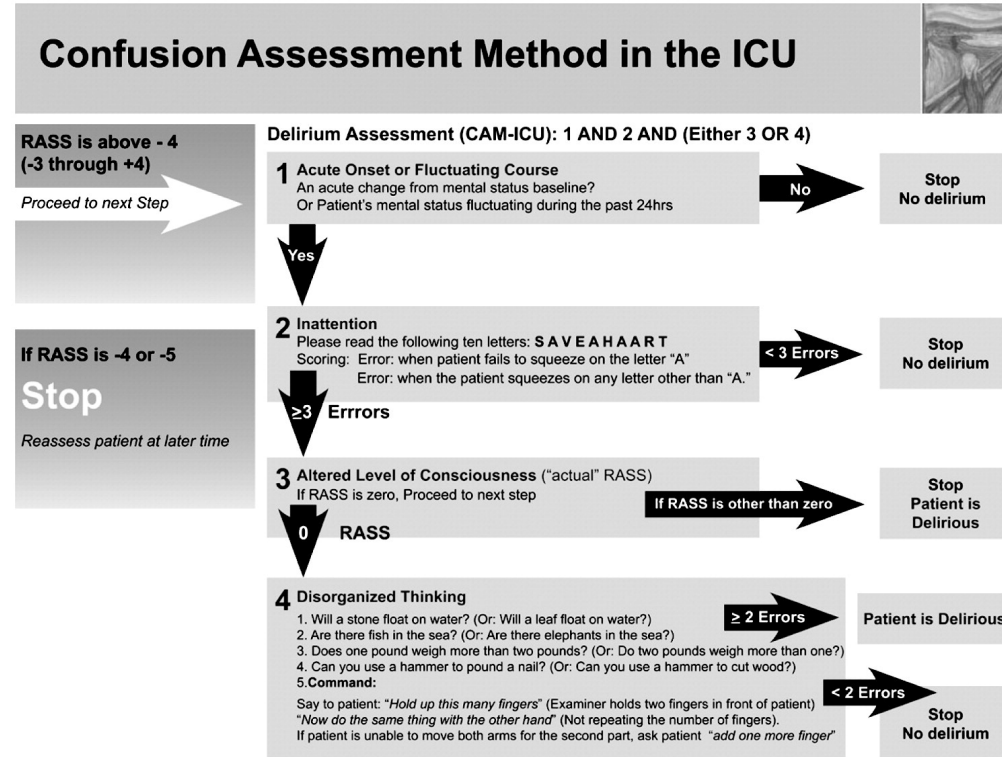 Confusion Assessment Method in the ICU
RASS is above - 4
(-3 through +4)
Proceed to next Step
If RASS is -4 or -5
Stop
Reassess patient at later time
Delirium Assessment (CAM-ICU): 1 AND 2 AND (Either 3 OR 4)
1 Acute Onset or Fluctuating Course
An acute change from mental status baseline?
Or Patient's mental status fluctuating during the past 24hrs
No
Stop
No delirium
Yes
2 Inattention
Please read the following ten letters: S A V E A H A A R T
Scoring: Error: when patient fails to squeeze on the letter “A”
Error: when the patient squeezes on any letter other than “A.”
< 3 Errors
Stop
No delirium
≥3 Errrors
3 Altered Level of Consciousness (“actual” RASS)
If RASS is zero, Proceed to next step
If RASS is other than zero
Stop
Patient is
Delirious
0 RASS
4 Disorganized Thinking
1. Will a stone float on water? (Or: Will a leaf float on water?)
2. Are there fish in the sea? (Or: Are there elephants in the sea?)
3. Does one pound weigh more than two pounds? (Or: Do two pounds weigh more than one?)
4. Can you use a hammer to pound a nail? (Or: Can you use a hammer to cut wood?)
5.Command:
Say to patient: “Hold up this many fingers” (Examiner holds two fingers in front of patient)
“Now do the same thing with the other hand” (Not repeating the number of fingers).
If patient is unable to move both arms for the second part, ask patient “add one more finger”
≥ 2 Errors
Patient is Delirious
< 2 Errors
Stop
No delirium